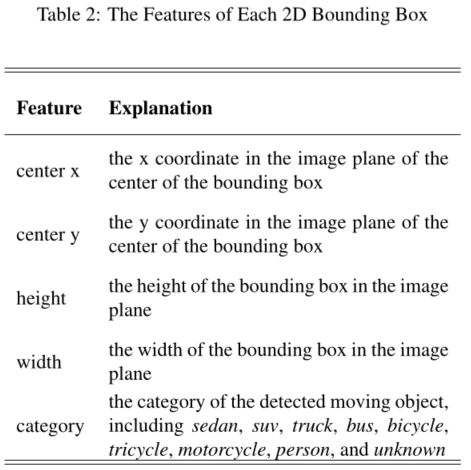 Table 2: The Features of Each 2D Bounding Box
Feature Explanation
center x the x coordinate in the image plane of the
center of the bounding box
center y the y coordinate in the image plane of the
center of the bounding box
height the height of the bounding box in the image
plane
width the width of the bounding box in the image
plane
category the category of the detected moving object,
including sedan, suv, truck, bus, bicycle,
tricycle, motorcycle, person, and unknown